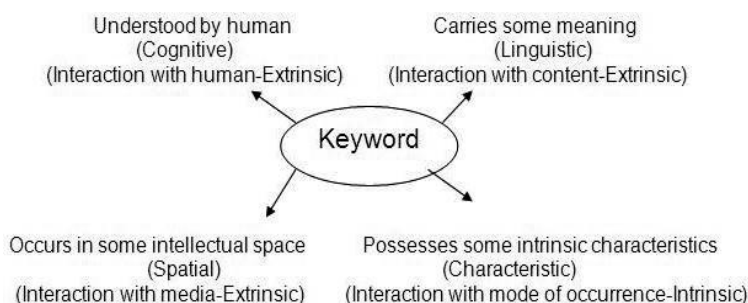 Understood by human
(Cognitive)
(Interaction with human-Extrinsic)
Carries some meaning
(Linguistic)
(Interaction with content-Extrinsic)
Keyword
Occurs in some intellectual space
(Spatial)
(Interaction with media-Extrinsic)
Possesses some intrinsic characteristics
(Characteristic)
(Interaction with mode of occurrence-Intrinsic)